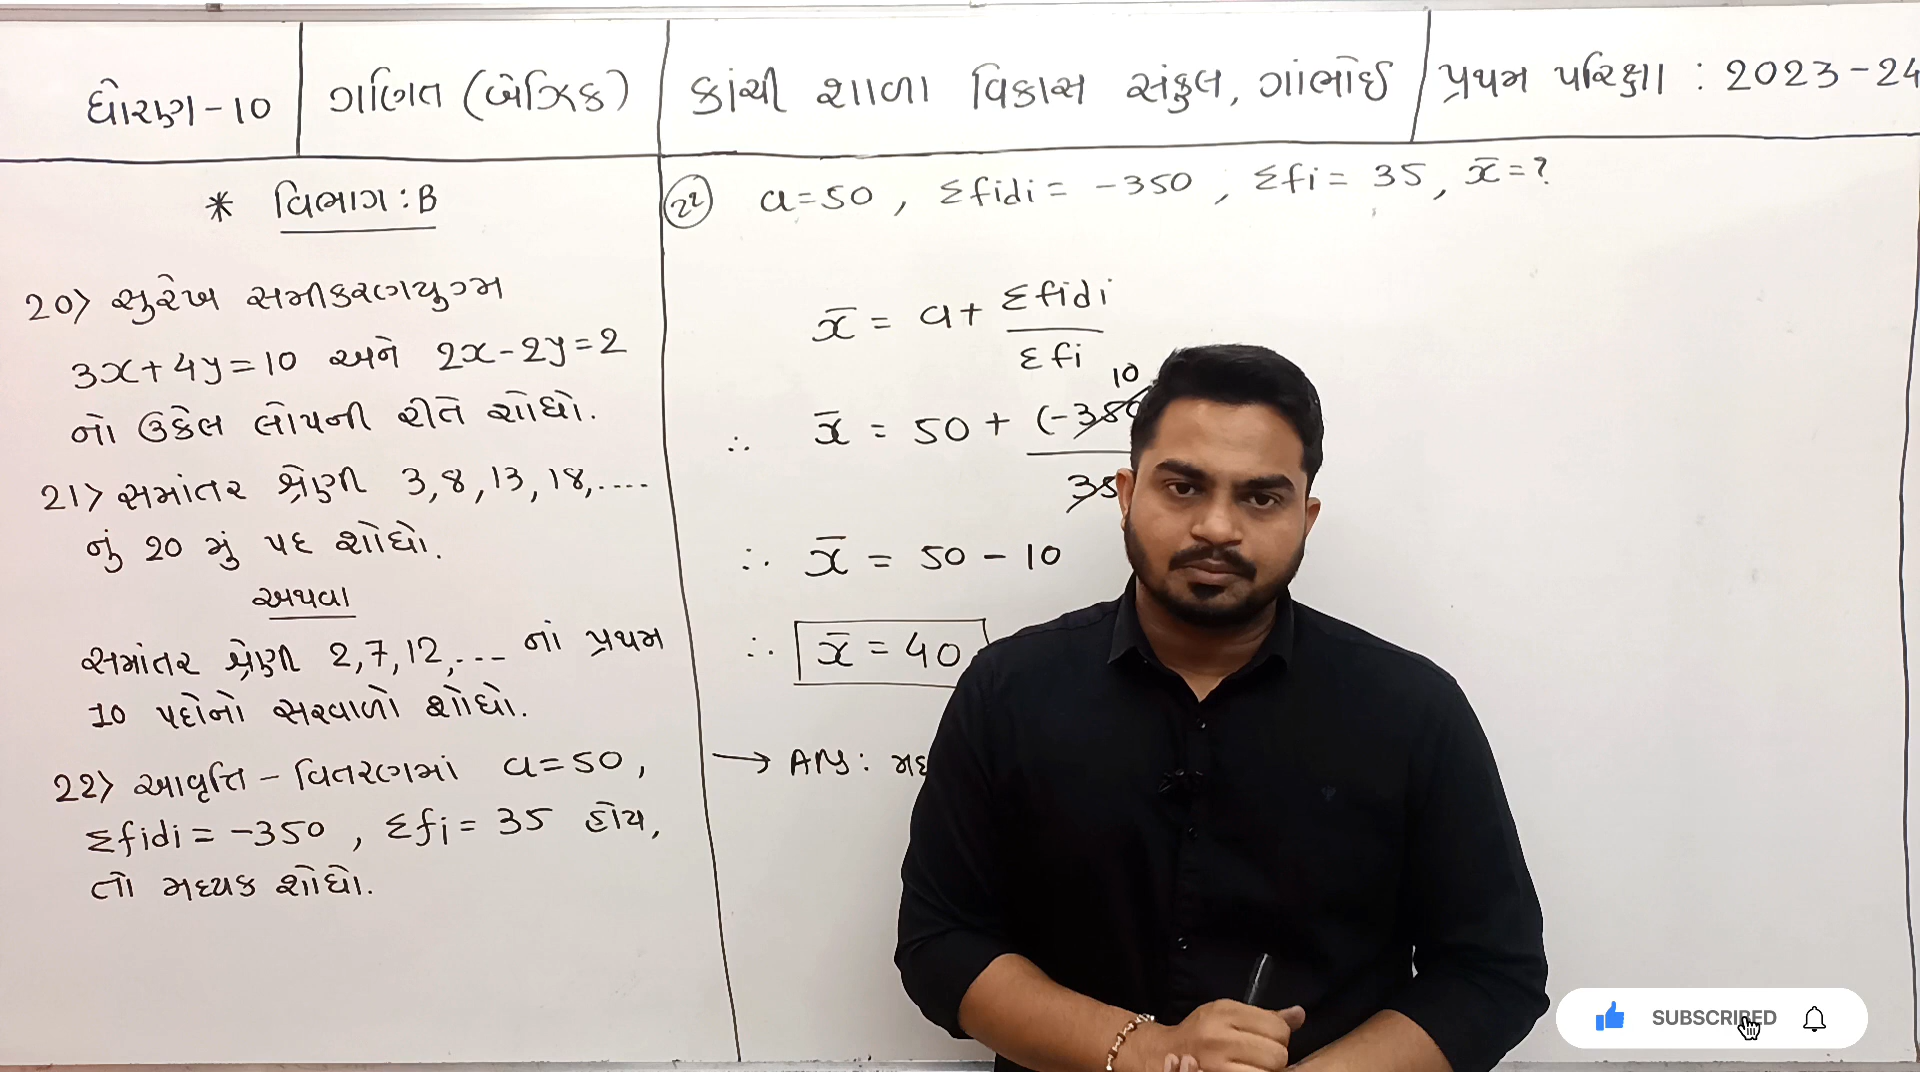 ધોરણ-10
ગણિત (બેઝિક)
કાંચી શાળા વિકાસ સંકુલ, ગાંભોઈ
પ્રથમ પરિક્ષા : 2023-24
* વિભાગ : B
20) સુરેખ સમીકરણયુગ્મ
3x+4y=10 અને 2x-2y=2
નો ઉકેલ લોપની રીતે શોધો.
21) સમાંતર શ્રેણી 3,8,13,18,....
નું 20 મું પદ શોધો.
અથવા
સમાંતર શ્રેણી 2,7,12,... નાં પ્રથમ
10 પદોનો સરવાળો શોધો.
22) આવૃત્તિ - વિતરણમાં a=50,
Σfidi = -350 , Σfi = 35 હોય,
તો મધ્યક શોધો.
22 a=50 , Σfidi = -350 , Σfi = 35, x̄=?
x̄ = a+ Σfidi
Σfi
10
∴ x̄ = 50 + (-350
35
∴ x̄ = 50 - 10
∴ x̄ = 40
→ Ans :
SUBSCRIBED